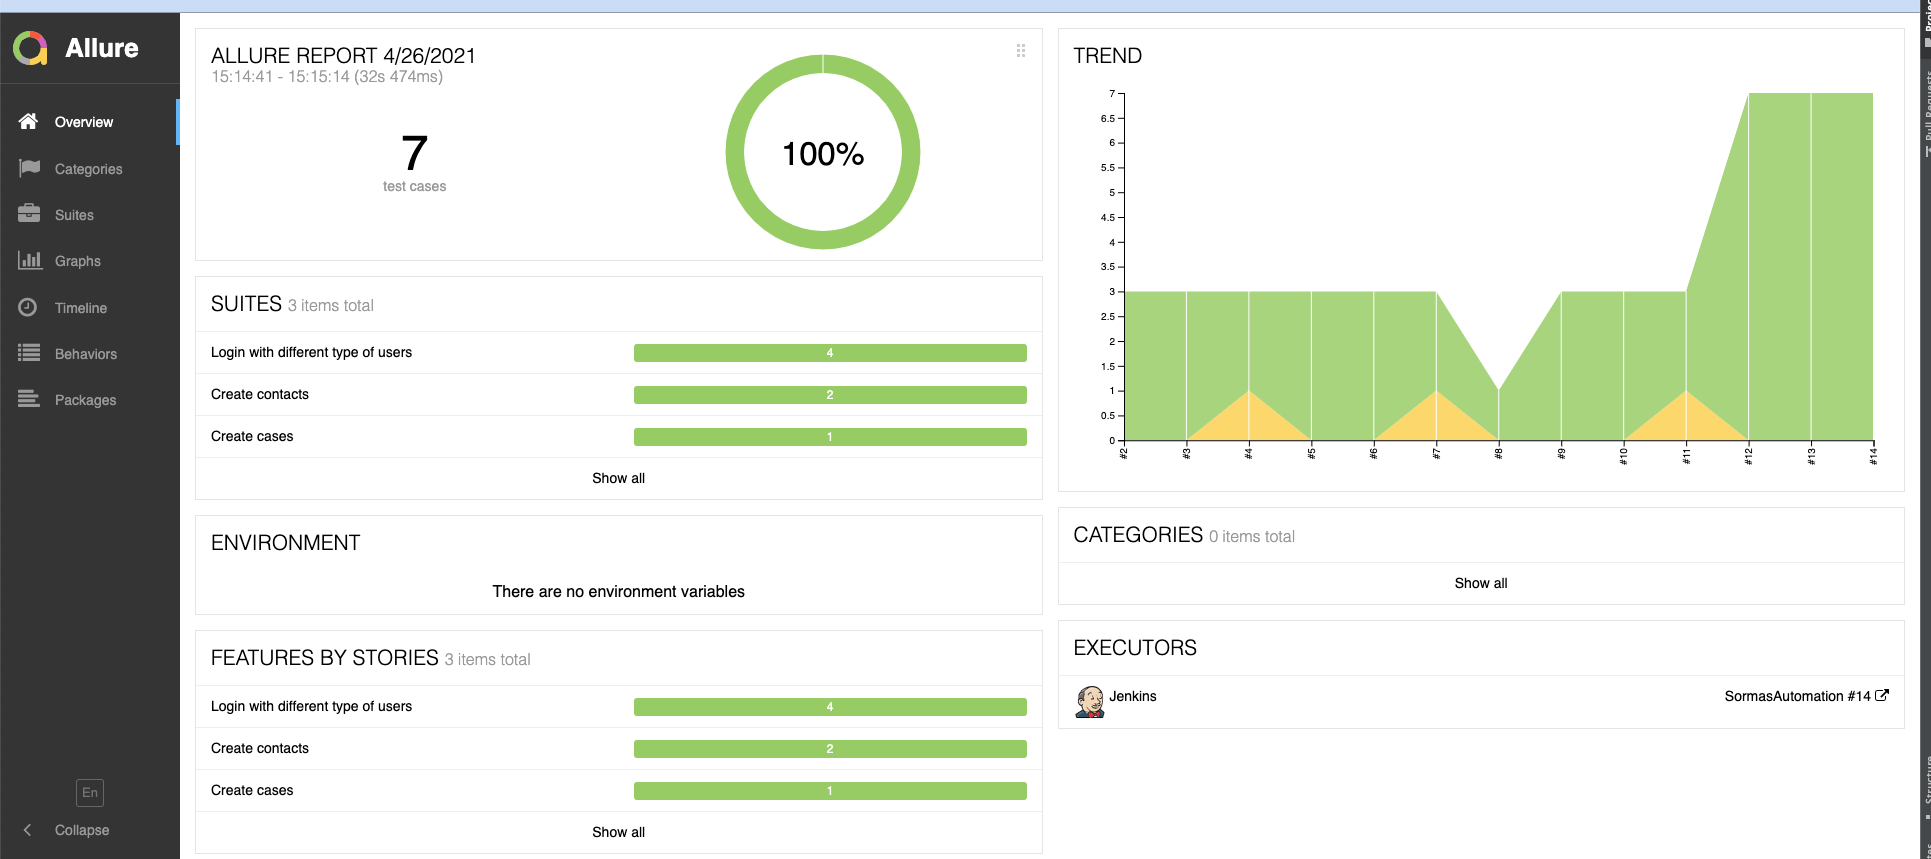 Allure
Overview
Categories
Suites
Graphs
Timeline
Behaviors
Packages
En
Collapse
ALLURE REPORT 4/26/2021
15:14:41 - 15:15:14 (32s 474ms)
7
test cases
100%
SUITES 3 items total
Login with different type of users 4
Create contacts 2
Create cases 1
Show all
ENVIRONMENT
There are no environment variables
FEATURES BY STORIES 3 items total
Login with different type of users 4
Create contacts 2
Create cases 1
Show all
TREND
7
6.5
6
5.5
5
4.5
4
3.5
3
2.5
2
1.5
1
0.5
0
#2 #3 #4 #5 #6 #7 #8 #9 #10 #11 #12 #13 #14
CATEGORIES 0 items total
Show all
EXECUTORS
Jenkins SormasAutomation #14
Pull Requests
Structure